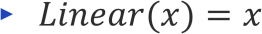 ▸ Linear(x) = x